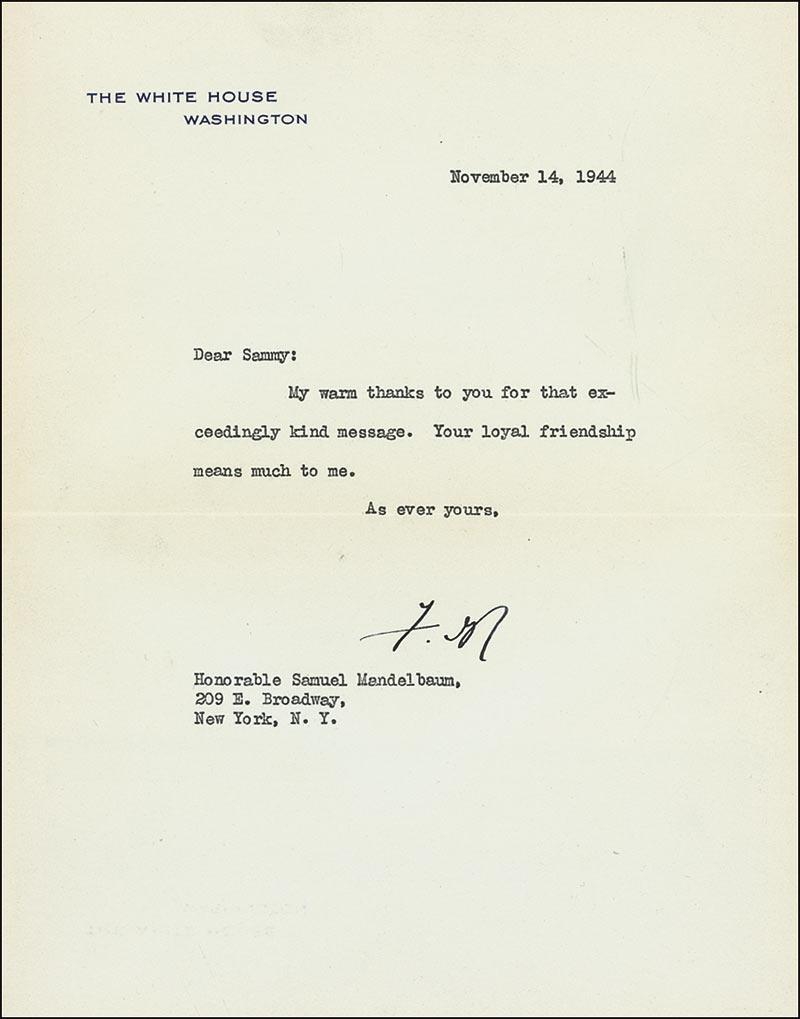 THE WHITE HOUSE
WASHINGTON
November 14, 1944
Dear Sammy:
My warm thanks to you for that ex-
ceedingly kind message. Your loyal friendship
means much to me.
As ever yours,
Honorable Samuel Mandelbaum,
209 E. Broadway,
New York, N. Y.